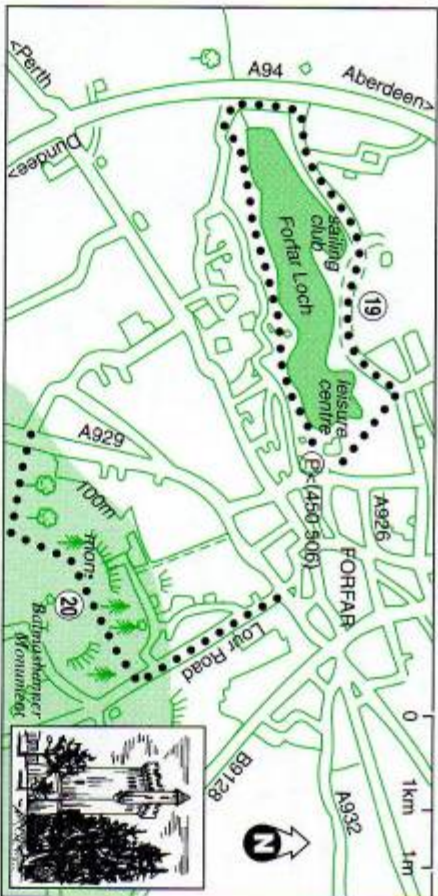 <Perth
A94
Aberdeen>
Dundee>
sailing
club
Forfar Loch
19
leisure
centre
P <(450 506)
A926
FORFAR
A929
100m
mon.
20
Balmashanner
Monument
Lour Road
B9128
A932
0
1km
1m
N